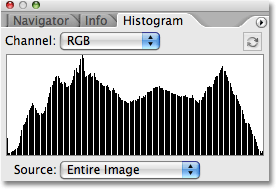 Navigator Info Histogram
Channel: RGB
Source: Entire Image